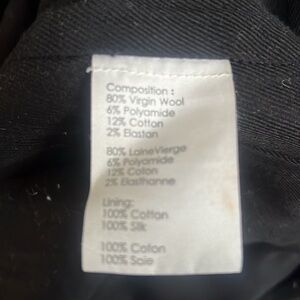 Composition :
80% Virgin Wool
6% Polyamide
12% Cotton
2% Elastan
80% LaineVierge
6% Polyamide
12% Coton
2% Elasthanne
Lining:
100% Cotton
100% Silk
100% Coton
100% Soie